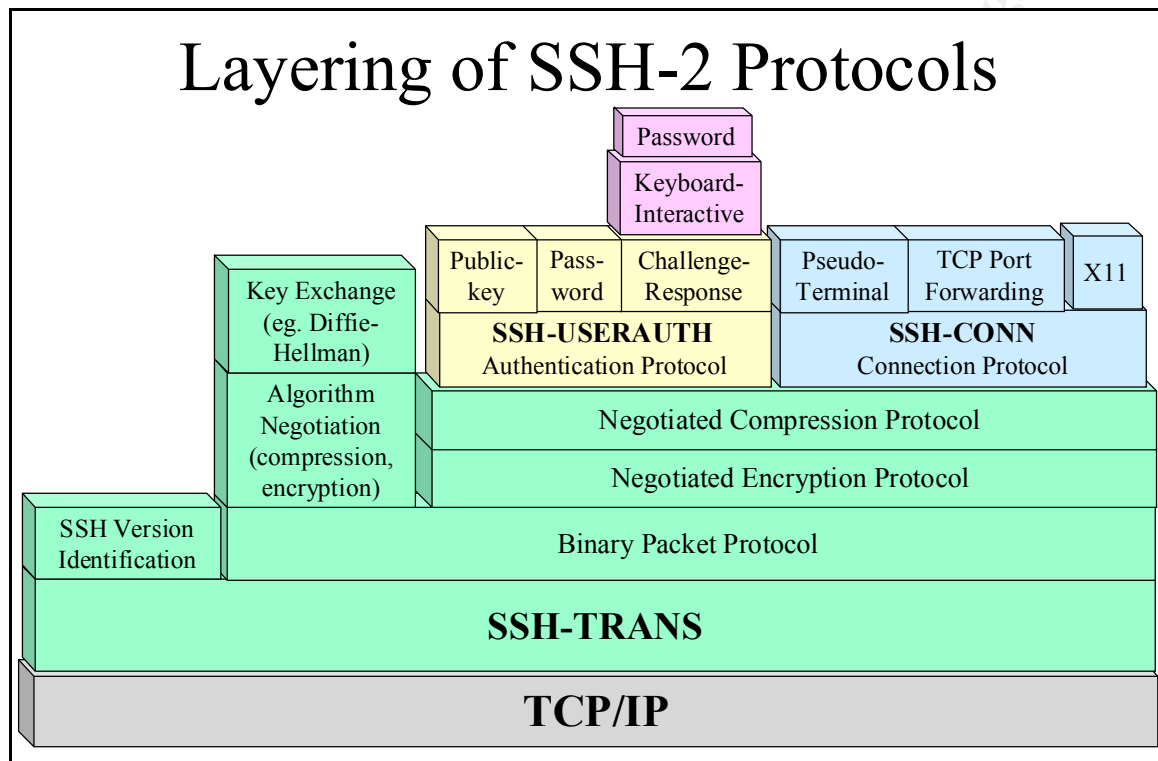 Layering of SSH-2 Protocols
Password
Keyboard-
Interactive
Public-
key
Pass-
word
Challenge-
Response
Pseudo-
Terminal
TCP Port
Forwarding
X11
Key Exchange
(eg. Diffie-
Hellman)
SSH-USERAUTH
Authentication Protocol
SSH-CONN
Connection Protocol
Algorithm
Negotiation
(compression,
encryption)
Negotiated Compression Protocol
Negotiated Encryption Protocol
SSH Version
Identification
Binary Packet Protocol
SSH-TRANS
TCP/IP